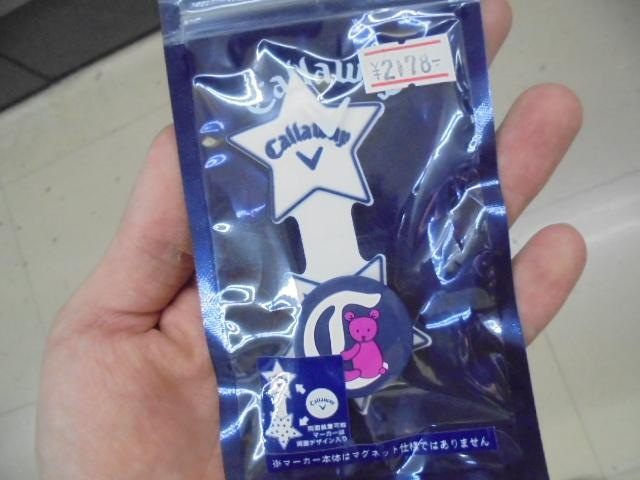 ¥2178-
Callaway
Callaway
C
Callaway
両面装着可能
マーカーは
両面デザイン入り
※マーカー本体はマグネット仕様ではありません